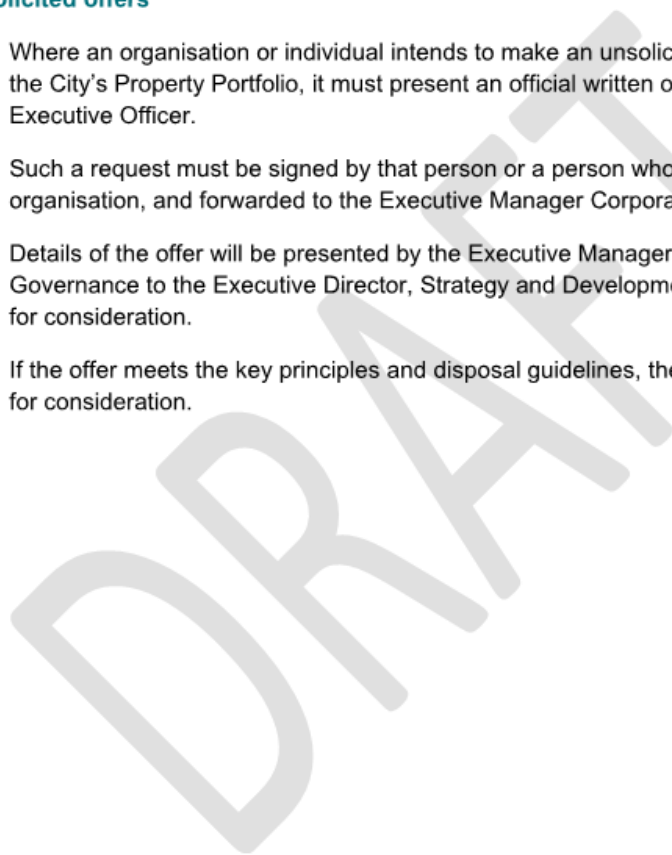 olicited offers
Where an organisation or individual intends to make an unsolic
the City's Property Portfolio, it must present an official written o
Executive Officer.
Such a request must be signed by that person or a person who
organisation, and forwarded to the Executive Manager Corpora
Details of the offer will be presented by the Executive Manager
Governance to the Executive Director, Strategy and Developm
for consideration.
If the offer meets the key principles and disposal guidelines, the
for consideration.
DRAFT